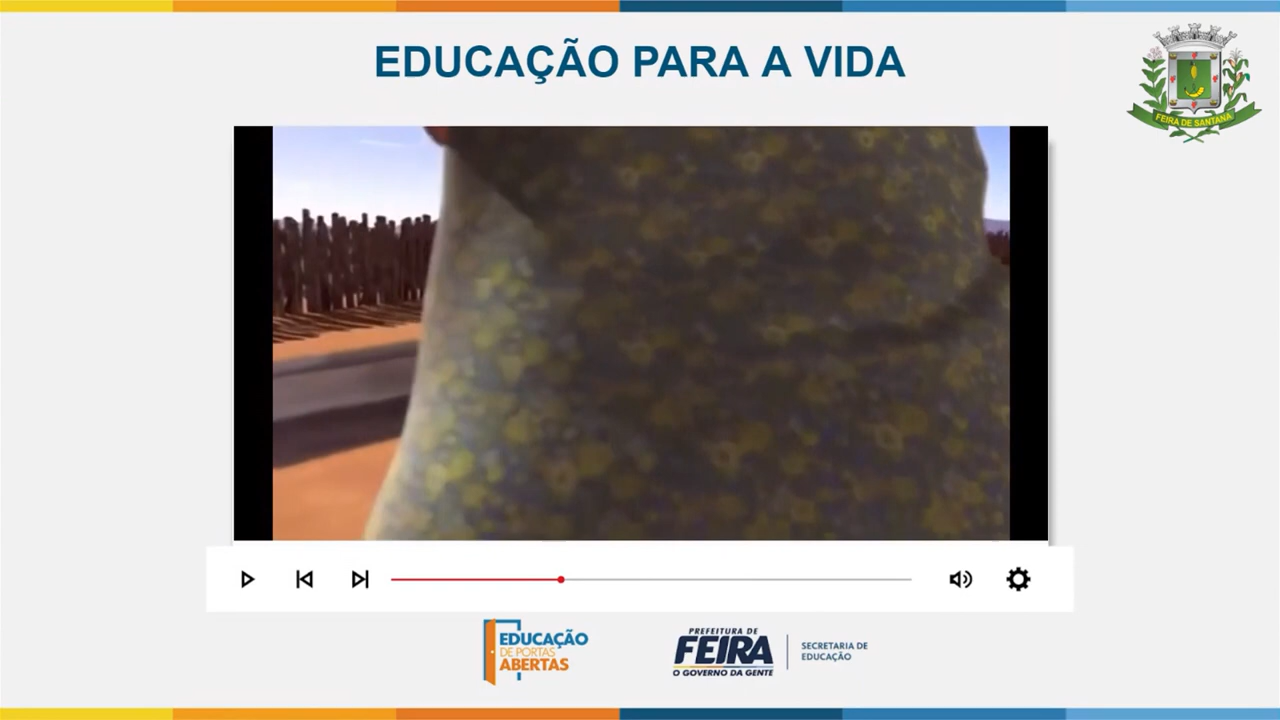 EDUCAÇÃO PARA A VIDA
FEIRA DE SANTANA
EDUCAÇÃO
DE PORTAS
ABERTAS
PREFEITURA DE
FEIRA
O GOVERNO DA GENTE
SECRETARIA DE
EDUCAÇÃO